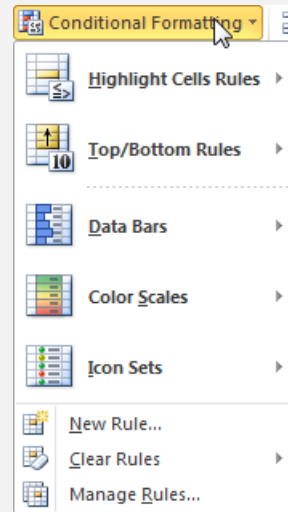 Conditional Formatting
Highlight Cells Rules
Top/Bottom Rules
10
Data Bars
Color Scales
Icon Sets
New Rule...
Clear Rules
Manage Rules...